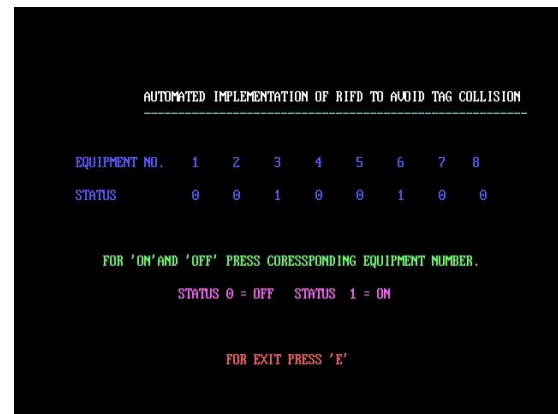 AUTOMATED IMPLEMENTATION OF RIFD TO AVOID TAG COLLISION
EQUIPMENT NO. 1 2 3 4 5 6 7 8
STATUS 0 0 1 0 0 1 0 0
FOR 'ON'AND 'OFF' PRESS CORESSPONDING EQUIPMENT NUMBER.
STATUS 0 = OFF STATUS 1 = ON
FOR EXIT PRESS 'E'